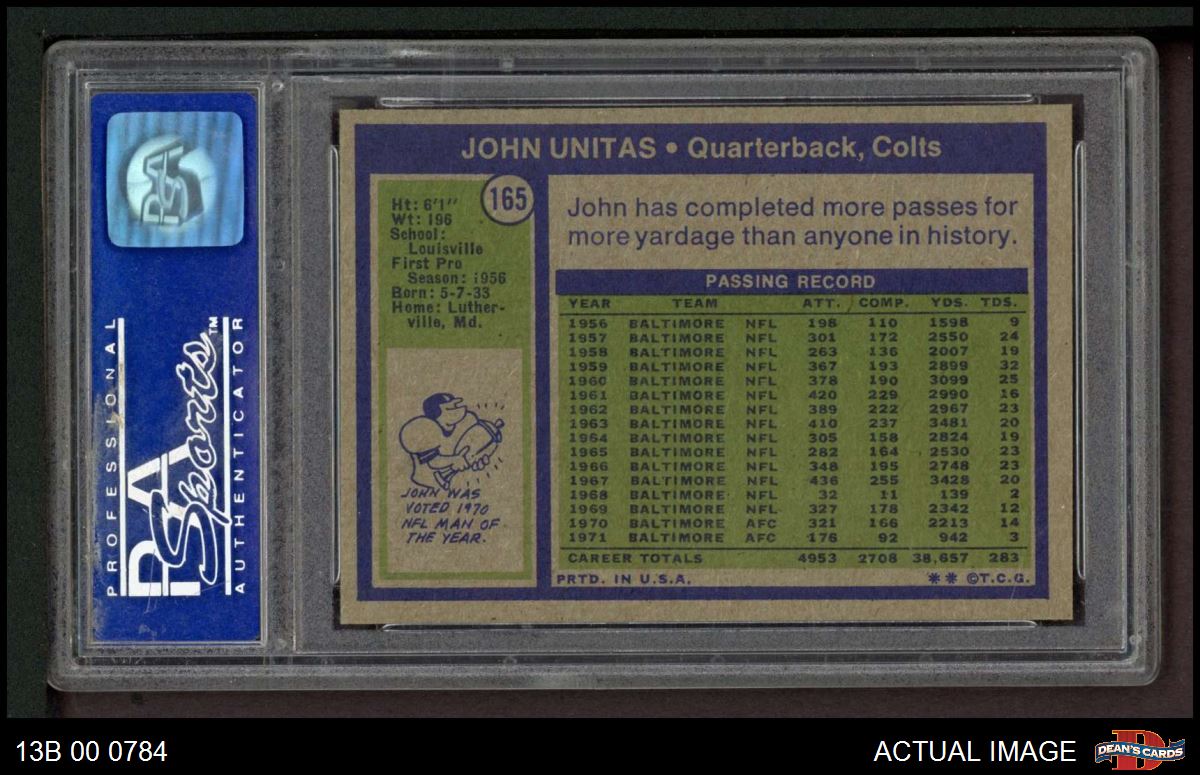 PSA
PROFESSIONAL
PSA Sports™
AUTHENTICATOR
JOHN UNITAS • Quarterback, Colts
165
Ht: 6'1"
Wt: 196
School:
Louisville
First Pro
Season: 1956
Born: 5-7-33
Home: Luther-
ville, Md.
JOHN WAS
VOTED 1970
NFL MAN OF
THE YEAR.
John has completed more passes for
more yardage than anyone in history.
PASSING RECORD
YEAR TEAM ATT. COMP. YDS. TDS.
1956 BALTIMORE NFL 198 110 1598 9
1957 BALTIMORE NFL 301 172 2550 24
1958 BALTIMORE NFL 263 136 2007 19
1959 BALTIMORE NFL 367 193 2899 32
1960 BALTIMORE NFL 378 190 3099 25
1961 BALTIMORE NFL 420 229 2990 16
1962 BALTIMORE NFL 389 222 2967 23
1963 BALTIMORE NFL 410 237 3481 20
1964 BALTIMORE NFL 305 158 2824 19
1965 BALTIMORE NFL 282 164 2530 23
1966 BALTIMORE NFL 348 195 2748 23
1967 BALTIMORE NFL 436 255 3428 20
1968 BALTIMORE NFL 32 11 139 2
1969 BALTIMORE NFL 327 178 2342 12
1970 BALTIMORE AFC 321 166 2213 14
1971 BALTIMORE AFC 176 92 942 3
CAREER TOTALS 4953 2708 38,657 283
PRTD. IN U.S.A. ** ©T.C.G.
13B 00 0784
ACTUAL IMAGE
DEAN'S CARDS